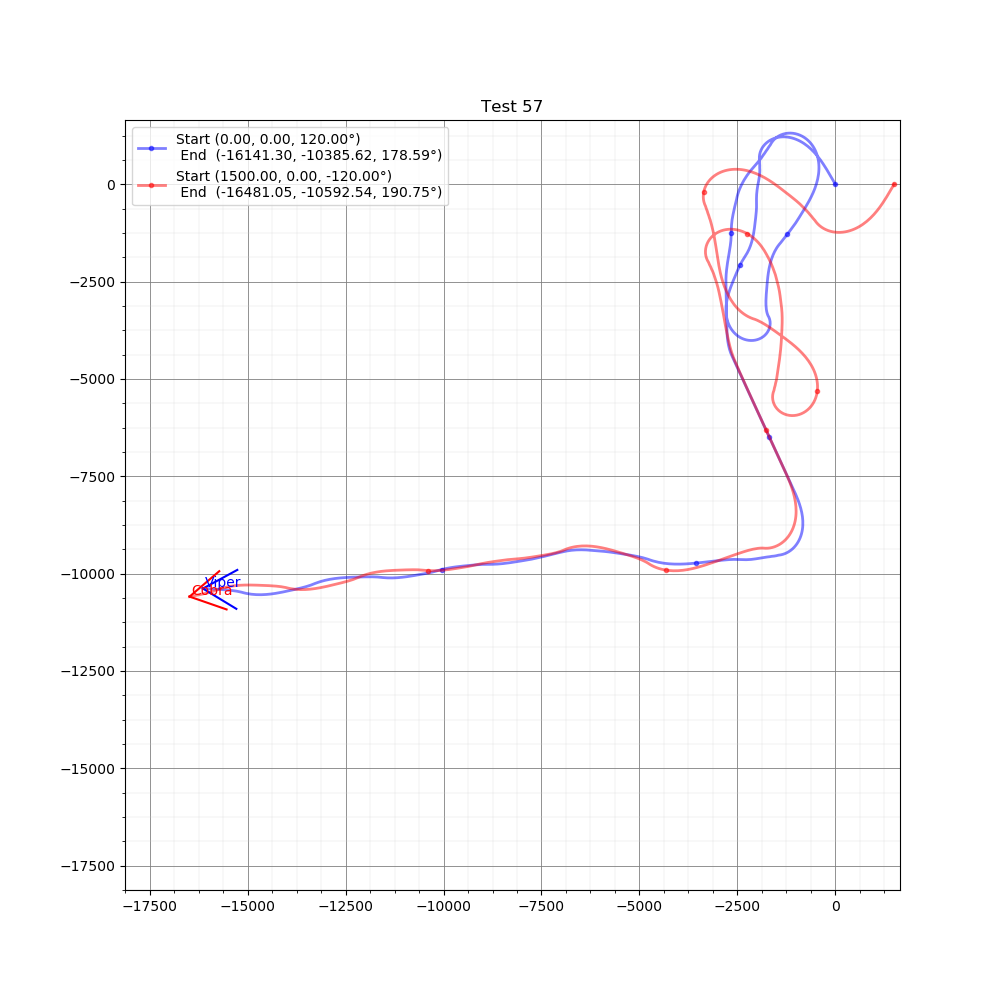 Test 57
Start (0.00, 0.00, 120.00°)
End (-16141.30, -10385.62, 178.59°)
Start (1500.00, 0.00, -120.00°)
End (-16481.05, -10592.54, 190.75°)
0
−2500
−5000
−7500
−10000
−12500
−15000
−17500
Viper
Cobra
−17500 −15000 −12500 −10000 −7500 −5000 −2500 0